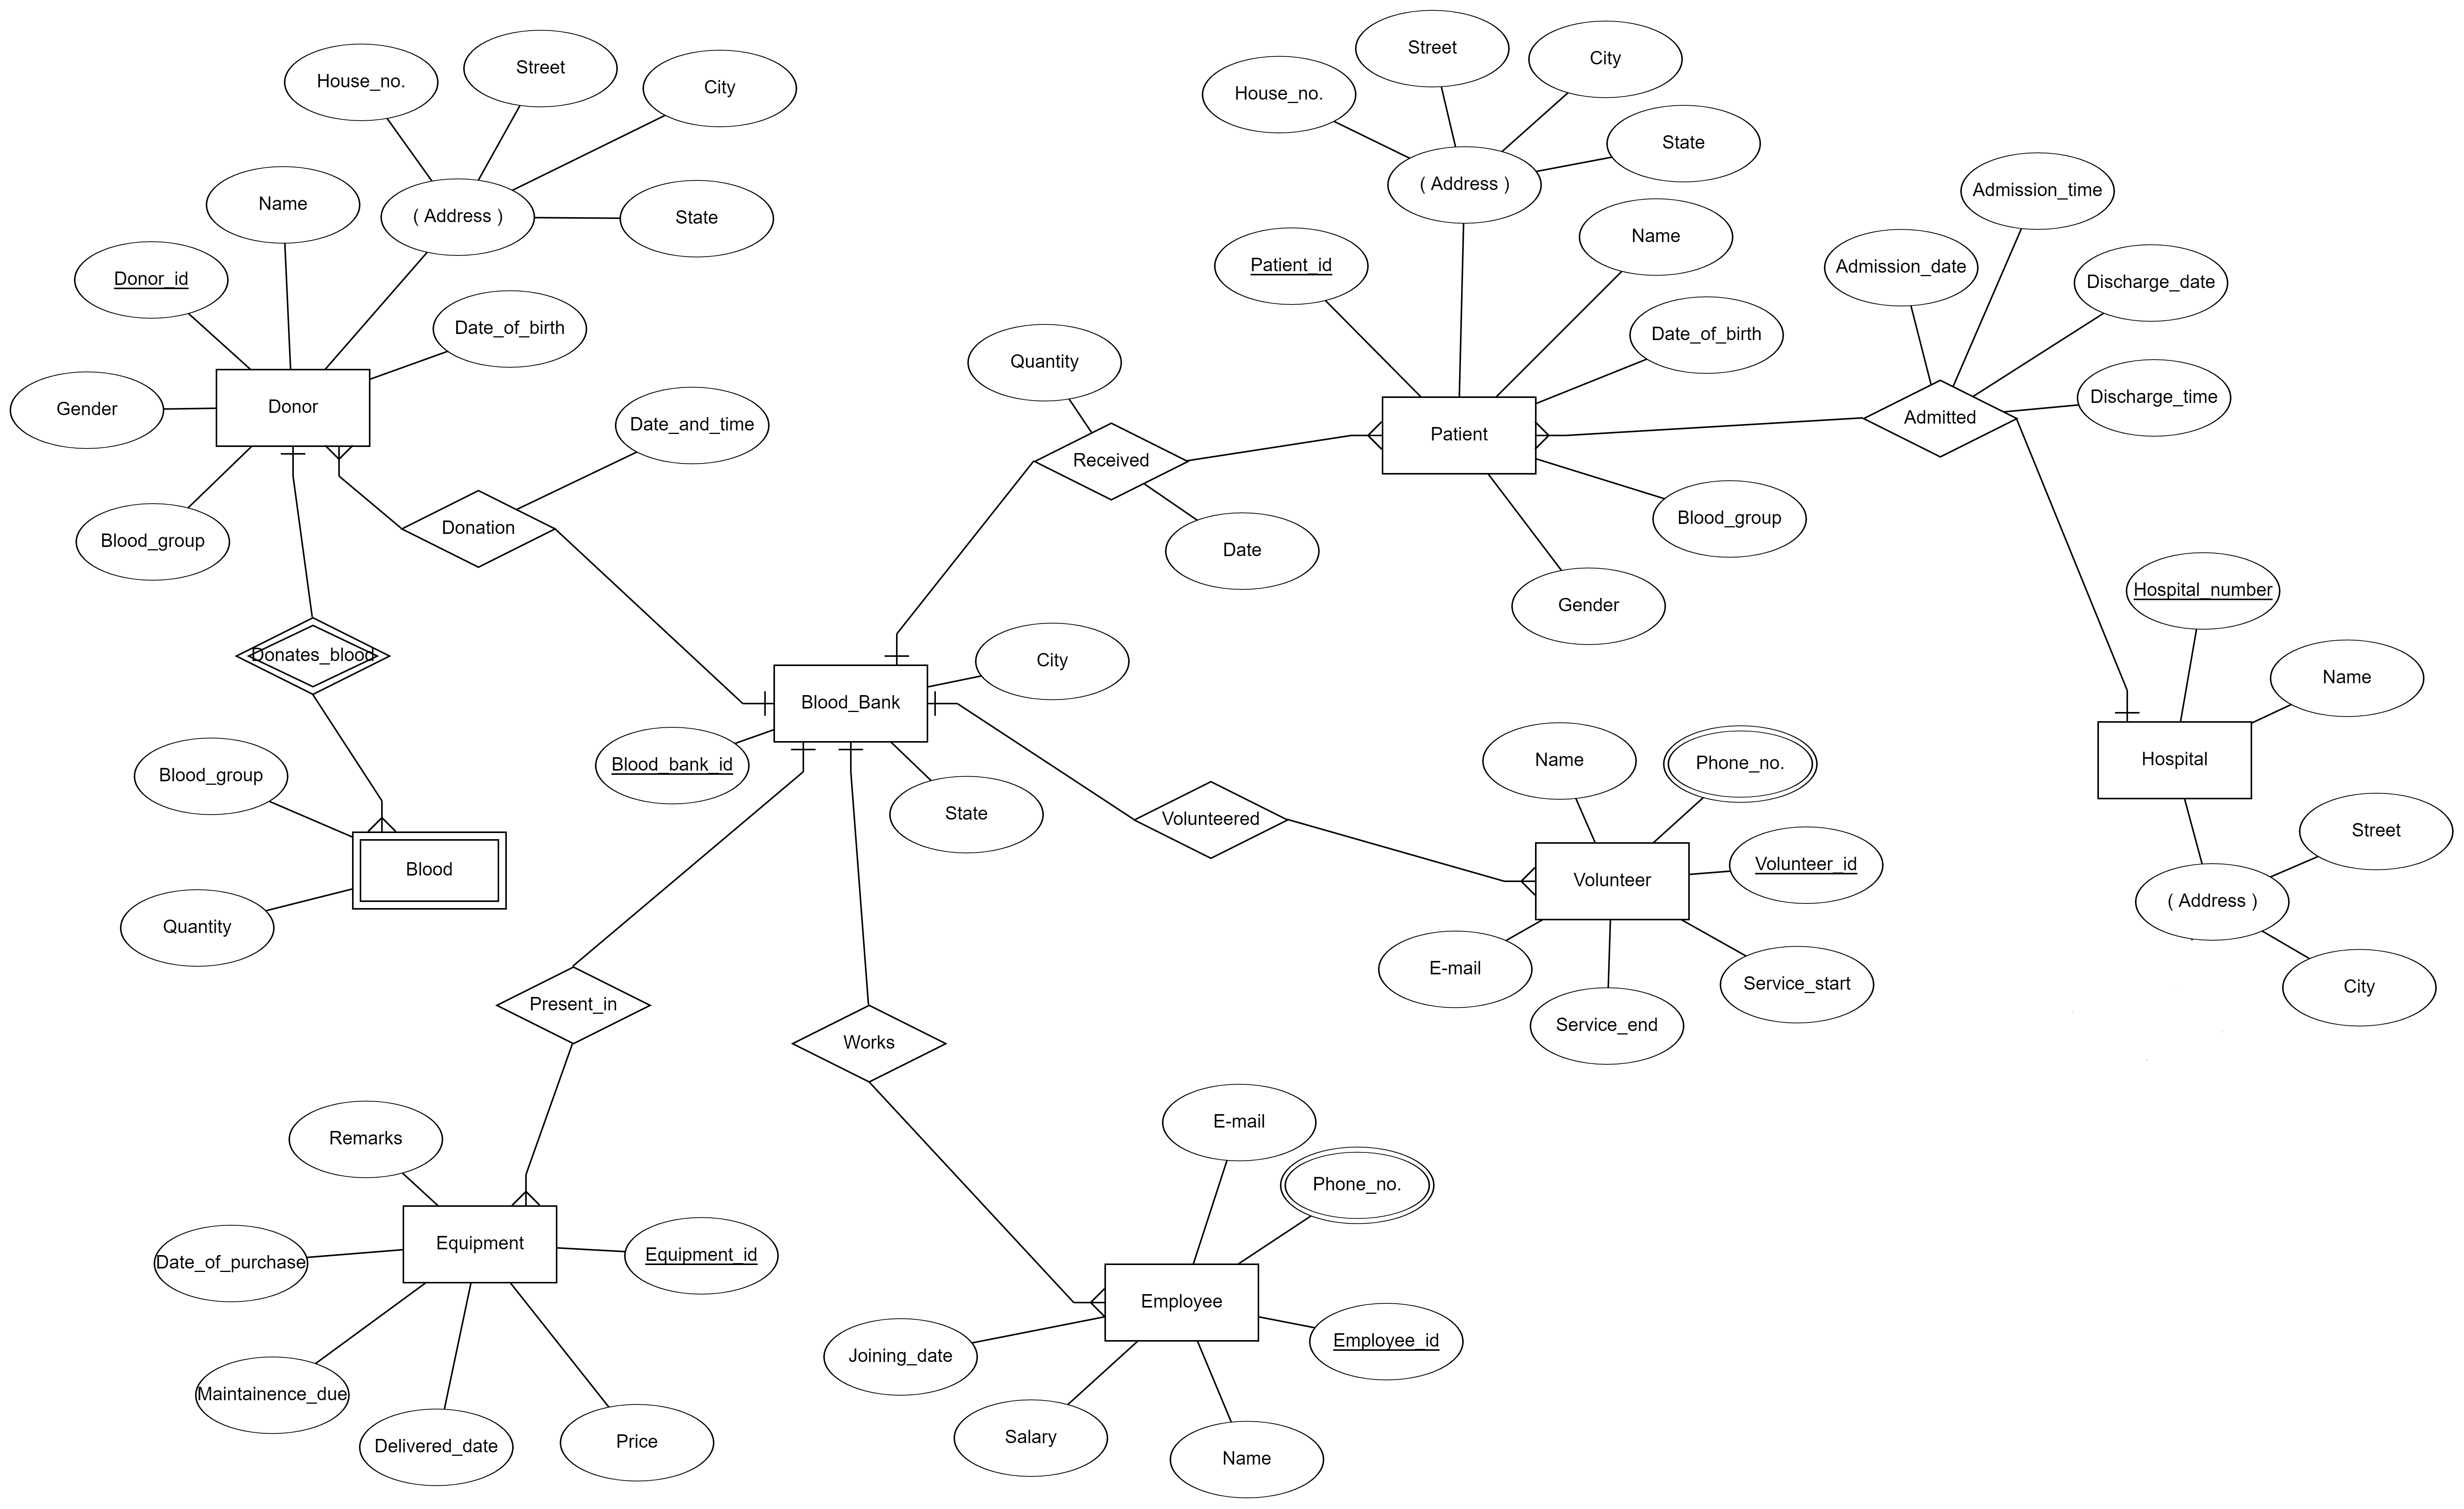 House_no.
Street
City
Name
( Address )
State
Donor_id
Date_of_birth
Gender
Donor
Blood_group
Date_and_time
Donation
Donates_blood
Blood_group
Blood
Quantity
Street
City
House_no.
State
( Address )
Patient_id
Name
Date_of_birth
Quantity
Patient
Received
Date
Blood_group
Gender
Admission_time
Admission_date
Discharge_date
Discharge_time
Admitted
Hospital_number
Name
Hospital
Street
( Address )
City
City
Blood_Bank
Blood_bank_id
State
Volunteered
Name
Phone_no.
Volunteer_id
Volunteer
E-mail
Service_start
Service_end
Present_in
Works
Remarks
Equipment
Equipment_id
Date_of_purchase
Maintainence_due
Delivered_date
Price
E-mail
Phone_no.
Employee
Employee_id
Joining_date
Salary
Name